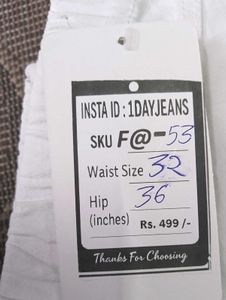 INSTA ID : 1DAYJEANS
SKU F@-53
Waist Size 32
Hip 36
(inches) Rs. 499 /-
Thanks For Choosing